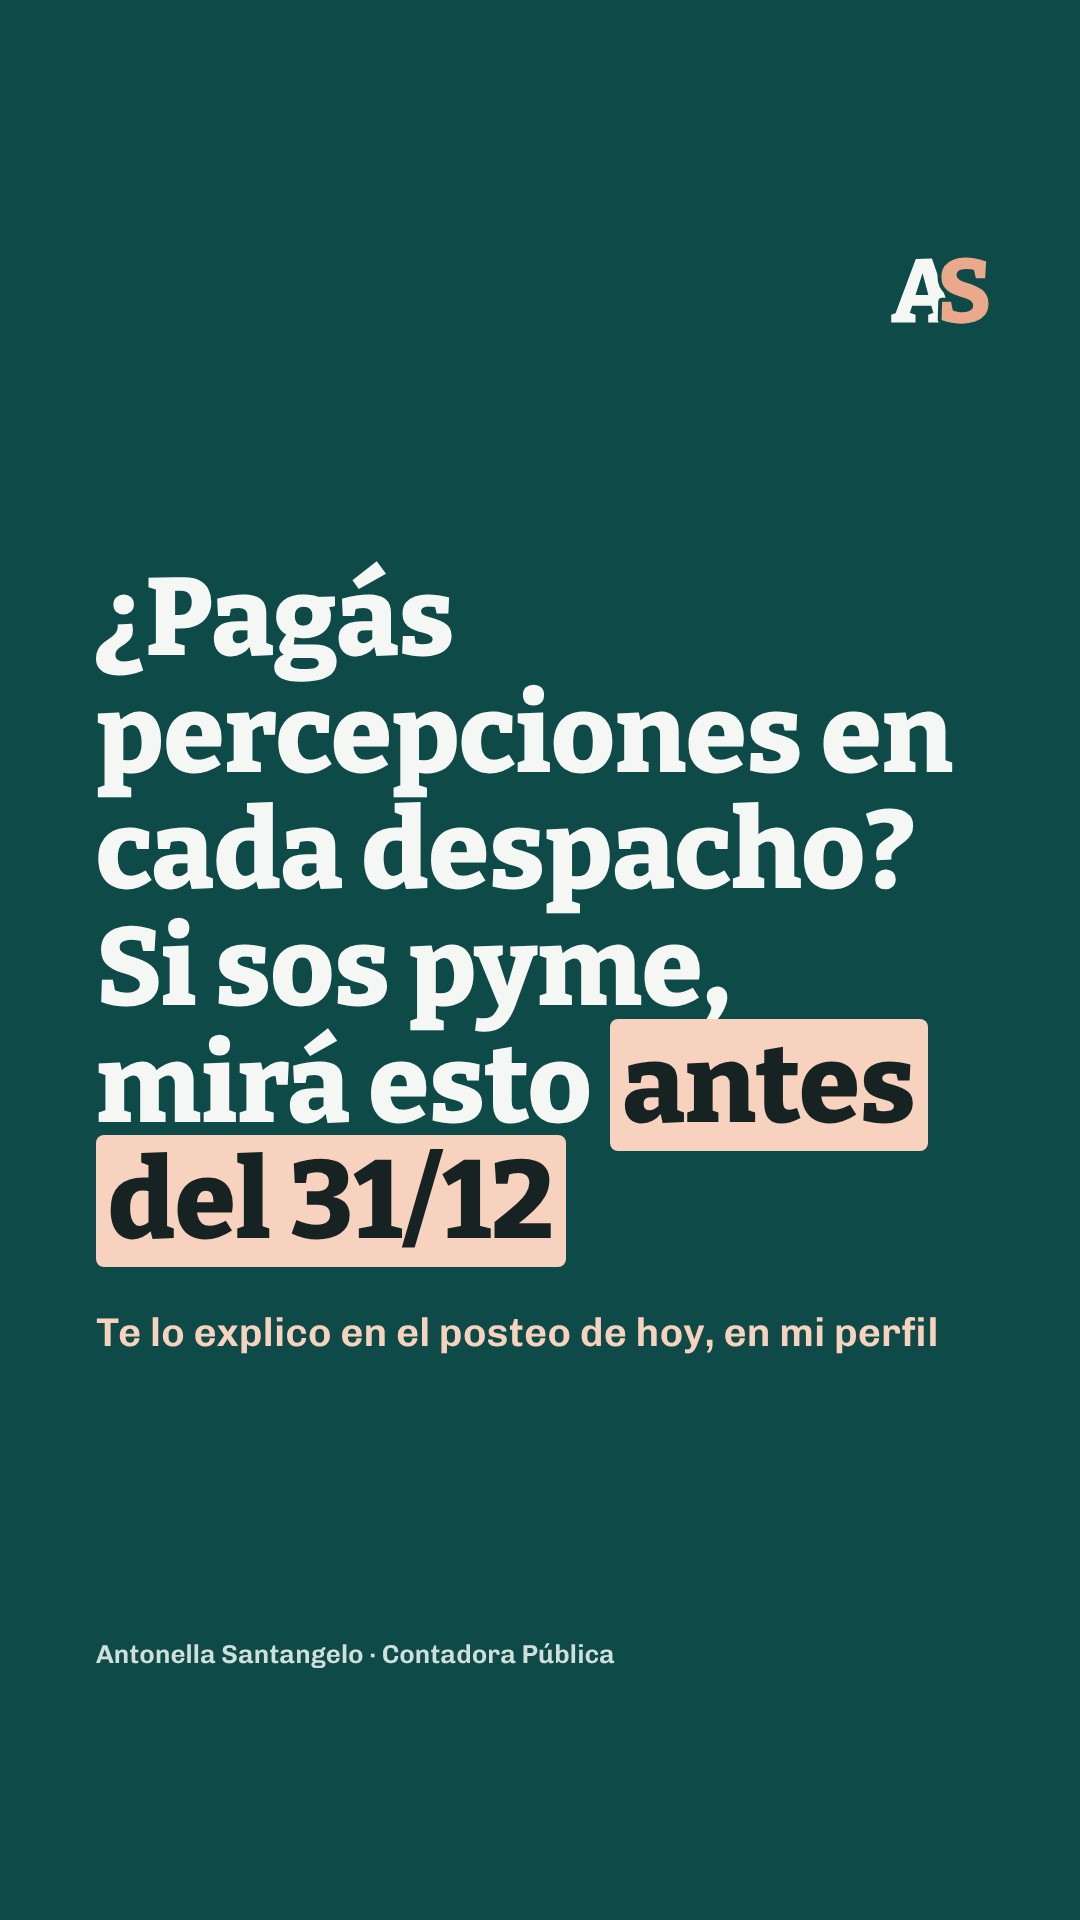 AS
¿Pagás
percepciones en
cada despacho?
Si sos pyme,
mirá esto antes
del 31/12
Te lo explico en el posteo de hoy, en mi perfil
Antonella Santangelo · Contadora Pública